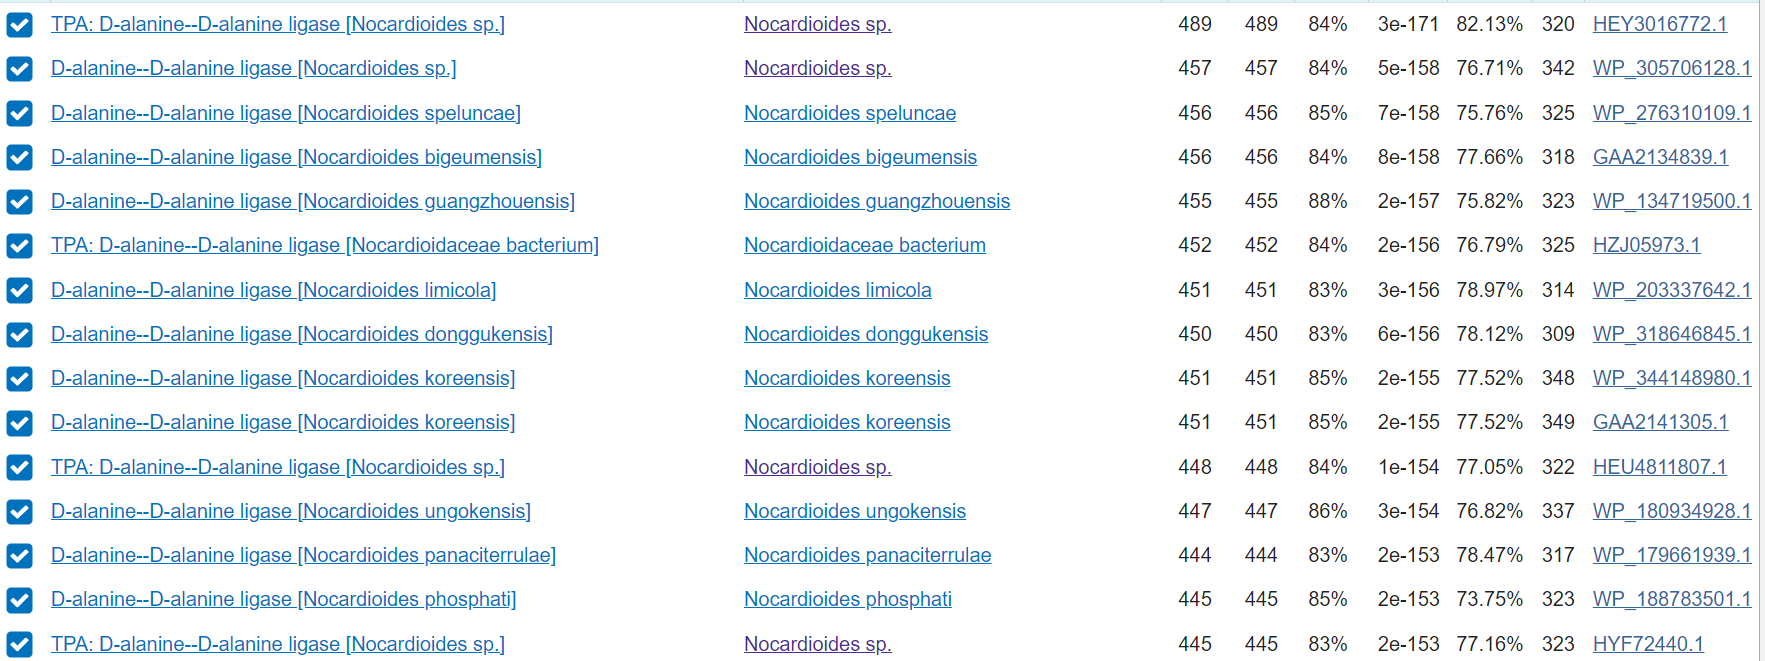 TPA: D-alanine--D-alanine ligase [Nocardioides sp.] Nocardioides sp. 489 489 84% 3e-171 82.13% 320 HEY3016772.1
D-alanine--D-alanine ligase [Nocardioides sp.] Nocardioides sp. 457 457 84% 5e-158 76.71% 342 WP_305706128.1
D-alanine--D-alanine ligase [Nocardioides speluncae] Nocardioides speluncae 456 456 85% 7e-158 75.76% 325 WP_276310109.1
D-alanine--D-alanine ligase [Nocardioides bigeumensis] Nocardioides bigeumensis 456 456 84% 8e-158 77.66% 318 GAA2134839.1
D-alanine--D-alanine ligase [Nocardioides guangzhouensis] Nocardioides guangzhouensis 455 455 88% 2e-157 75.82% 323 WP_134719500.1
TPA: D-alanine--D-alanine ligase [Nocardioidaceae bacterium] Nocardioidaceae bacterium 452 452 84% 2e-156 76.79% 325 HZJ05973.1
D-alanine--D-alanine ligase [Nocardioides limicola] Nocardioides limicola 451 451 83% 3e-156 78.97% 314 WP_203337642.1
D-alanine--D-alanine ligase [Nocardioides donggukensis] Nocardioides donggukensis 450 450 83% 6e-156 78.12% 309 WP_318646845.1
D-alanine--D-alanine ligase [Nocardioides koreensis] Nocardioides koreensis 451 451 85% 2e-155 77.52% 348 WP_344148980.1
D-alanine--D-alanine ligase [Nocardioides koreensis] Nocardioides koreensis 451 451 85% 2e-155 77.52% 349 GAA2141305.1
TPA: D-alanine--D-alanine ligase [Nocardioides sp.] Nocardioides sp. 448 448 84% 1e-154 77.05% 322 HEU4811807.1
D-alanine--D-alanine ligase [Nocardioides ungokensis] Nocardioides ungokensis 447 447 86% 3e-154 76.82% 337 WP_180934928.1
D-alanine--D-alanine ligase [Nocardioides panaciterrulae] Nocardioides panaciterrulae 444 444 83% 2e-153 78.47% 317 WP_179661939.1
D-alanine--D-alanine ligase [Nocardioides phosphati] Nocardioides phosphati 445 445 85% 2e-153 73.75% 323 WP_188783501.1
TPA: D-alanine--D-alanine ligase [Nocardioides sp.] Nocardioides sp. 445 445 83% 2e-153 77.16% 323 HYF72440.1